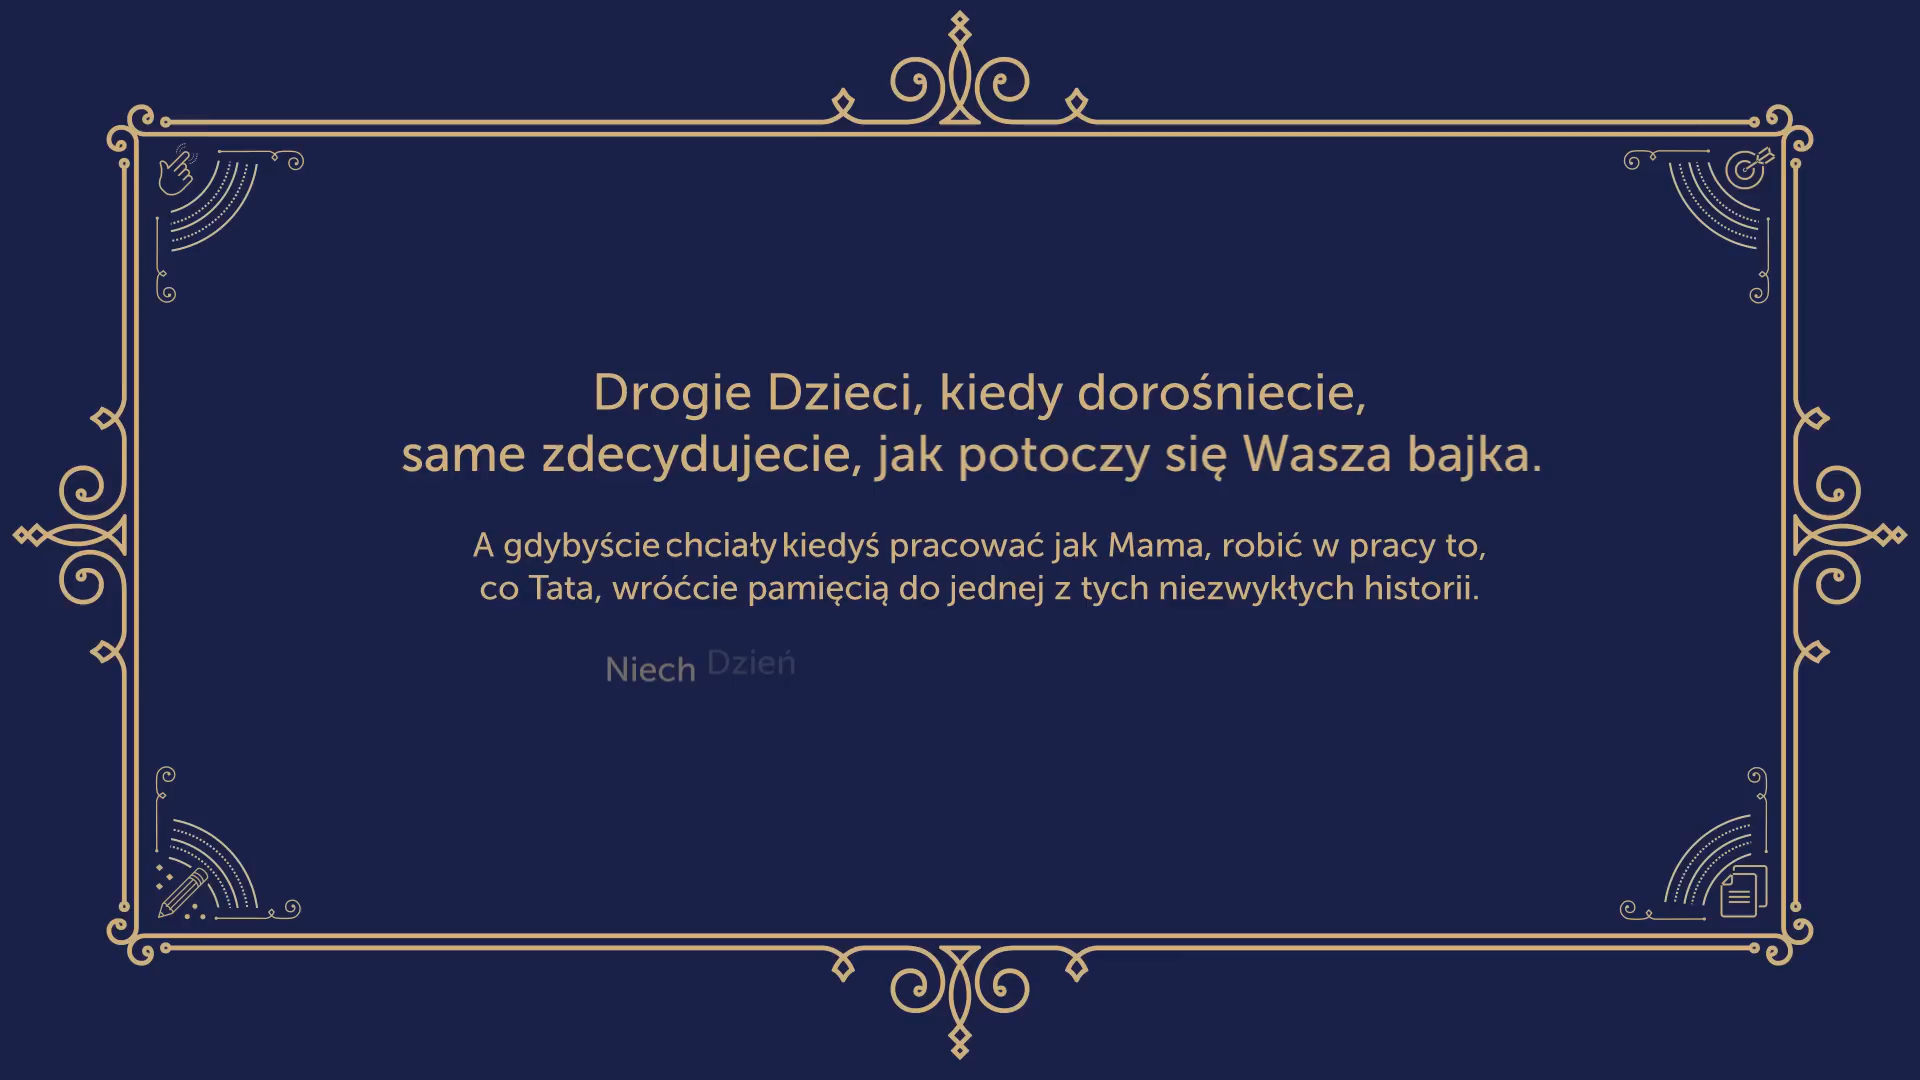 Drogie Dzieci, kiedy dorośniecie,
same zdecydujecie, jak potoczy się Wasza bajka.
A gdybyście chciały kiedyś pracować jak Mama, robić w pracy to,
co Tata, wróćcie pamięcią do jednej z tych niezwykłych historii.
Niech Dzień